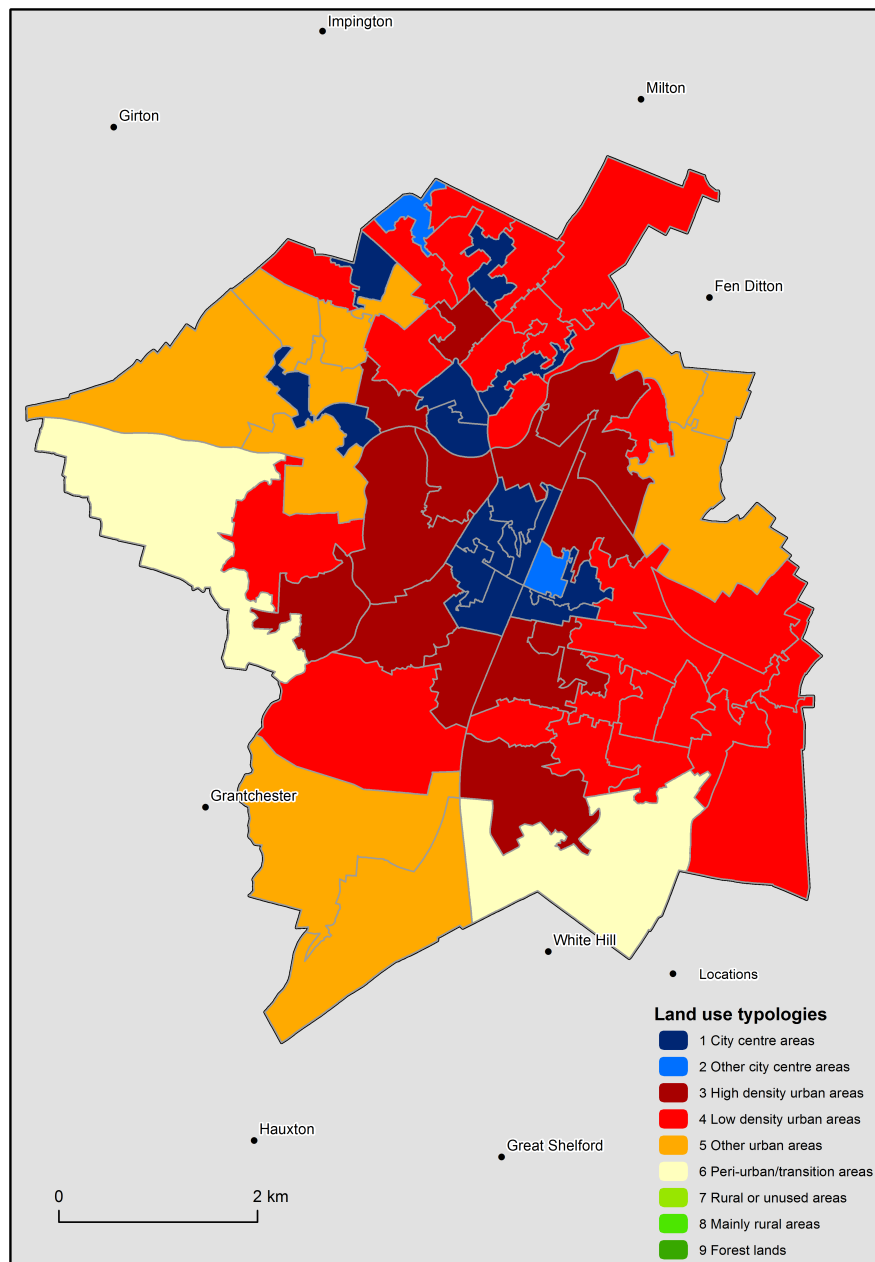 Impington
Milton
Girton
Fen Ditton
Grantchester
White Hill
Locations
Land use typologies
1 City centre areas
2 Other city centre areas
3 High density urban areas
4 Low density urban areas
5 Other urban areas
6 Peri-urban/transition areas
7 Rural or unused areas
8 Mainly rural areas
9 Forest lands
Hauxton
Great Shelford
0 2 km